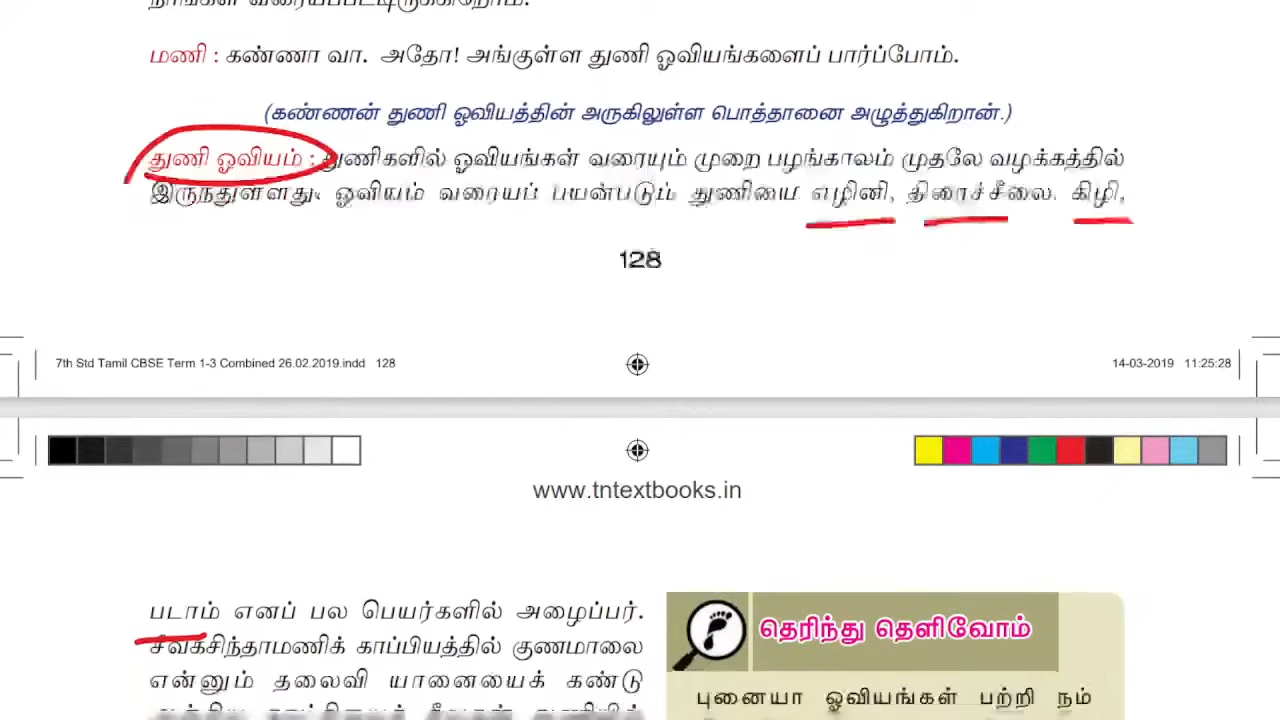 நாங்கள் வரையப்பட்டிருக்கிறோம்.
மணி : கண்ணா வா. அதோ! அங்குள்ள துணி ஓவியங்களைப் பார்ப்போம்.
(கண்ணன் துணி ஓவியத்தின் அருகிலுள்ள பொத்தானை அழுத்துகிறான்.)
துணி ஓவியம் : துணிகளில் ஓவியங்கள் வரையும் முறை பழங்காலம் முதலே வழக்கத்தில்
இருந்துள்ளது. ஓவியம் வரையப் பயன்படும் துணியை எழினி, திரைச்சீலை, கிழி,
128
7th Std Tamil CBSE Term 1-3 Combined 26.02.2019.indd 128
14-03-2019 11:25:28
www.tntextbooks.in
படாம் எனப் பல பெயர்களில் அழைப்பர்.
சீவகசிந்தாமணிக் காப்பியத்தில் குணமாலை
என்னும் தலைவி யானையைக் கண்டு
தெரிந்து தெளிவோம்
புனையா ஓவியங்கள் பற்றி நம்